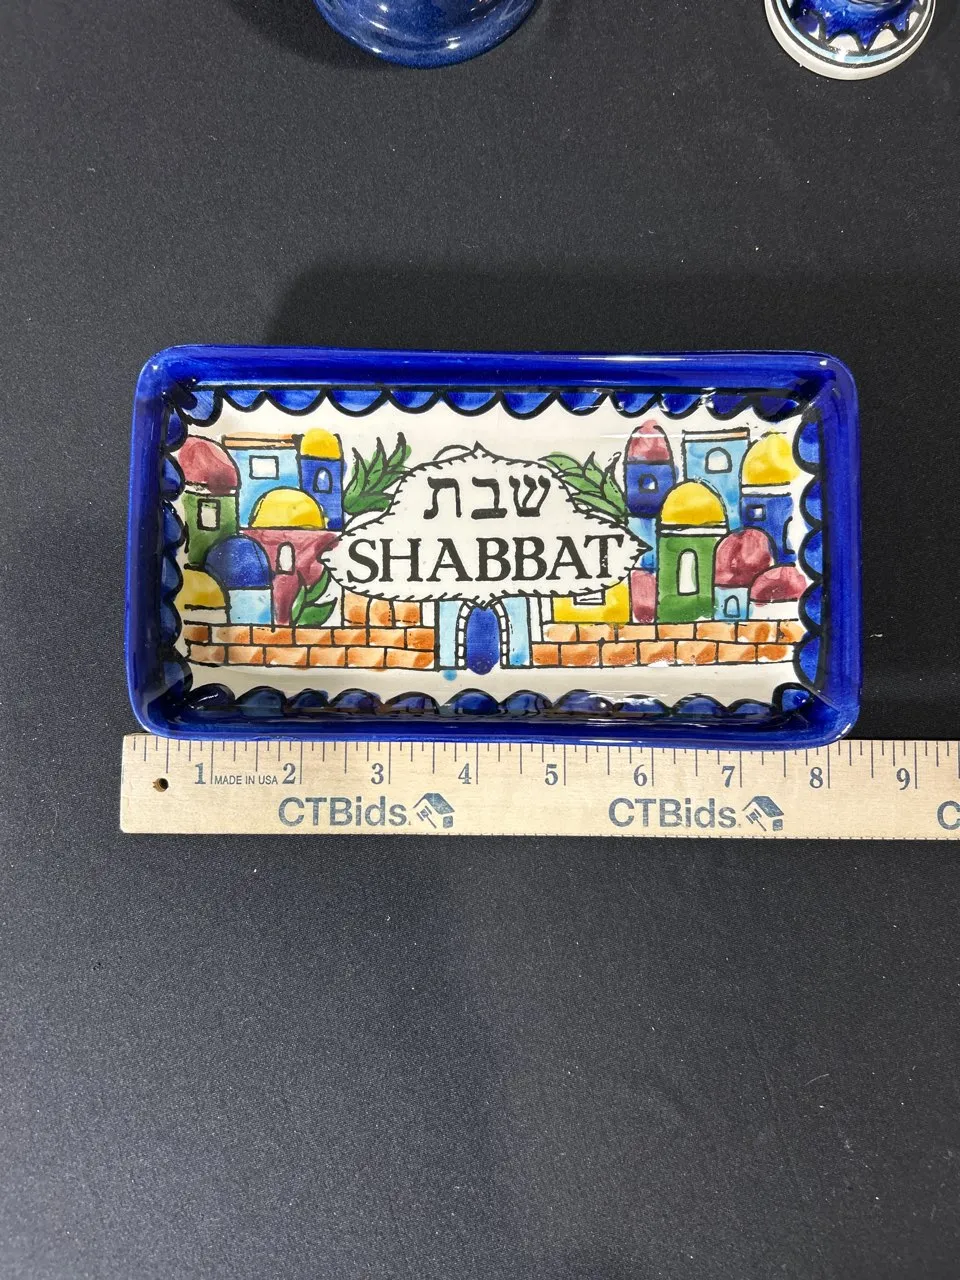 שבת
SHABBAT
1 MADE IN USA 2 3 4 5 6 7 8 9
CTBids. CTBids. C